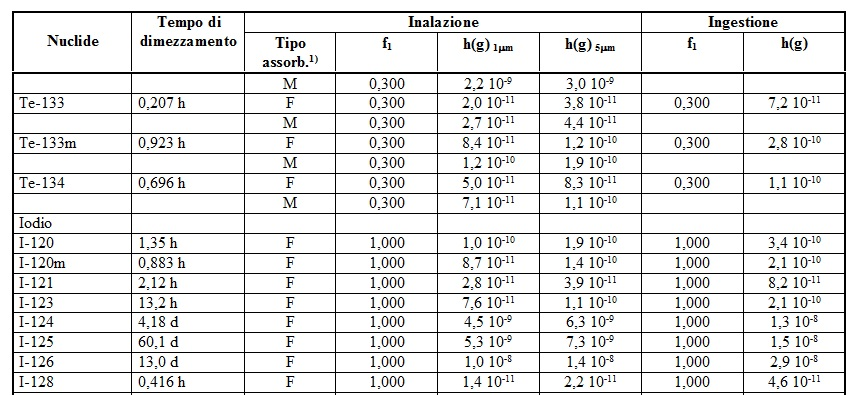 Nuclide Tempo di dimezzamento Inalazione Ingestione
Tipo assorb.1) f1 h(g) 1μm h(g) 5μm f1 h(g)
M 0,300 2,2 10-9 3,0 10-9
Te-133 0,207 h F 0,300 2,0 10-11 3,8 10-11 0,300 7,2 10-11
M 0,300 2,7 10-11 4,4 10-11
Te-133m 0,923 h F 0,300 8,4 10-11 1,2 10-10 0,300 2,8 10-10
M 0,300 1,2 10-10 1,9 10-10
Te-134 0,696 h F 0,300 5,0 10-11 8,3 10-11 0,300 1,1 10-10
M 0,300 7,1 10-11 1,1 10-10
Iodio
I-120 1,35 h F 1,000 1,0 10-10 1,9 10-10 1,000 3,4 10-10
I-120m 0,883 h F 1,000 8,7 10-11 1,4 10-10 1,000 2,1 10-10
I-121 2,12 h F 1,000 2,8 10-11 3,9 10-11 1,000 8,2 10-11
I-123 13,2 h F 1,000 7,6 10-11 1,1 10-10 1,000 2,1 10-10
I-124 4,18 d F 1,000 4,5 10-9 6,3 10-9 1,000 1,3 10-8
I-125 60,1 d F 1,000 5,3 10-9 7,3 10-9 1,000 1,5 10-8
I-126 13,0 d F 1,000 1,0 10-8 1,4 10-8 1,000 2,9 10-8
I-128 0,416 h F 1,000 1,4 10-11 2,2 10-11 1,000 4,6 10-11